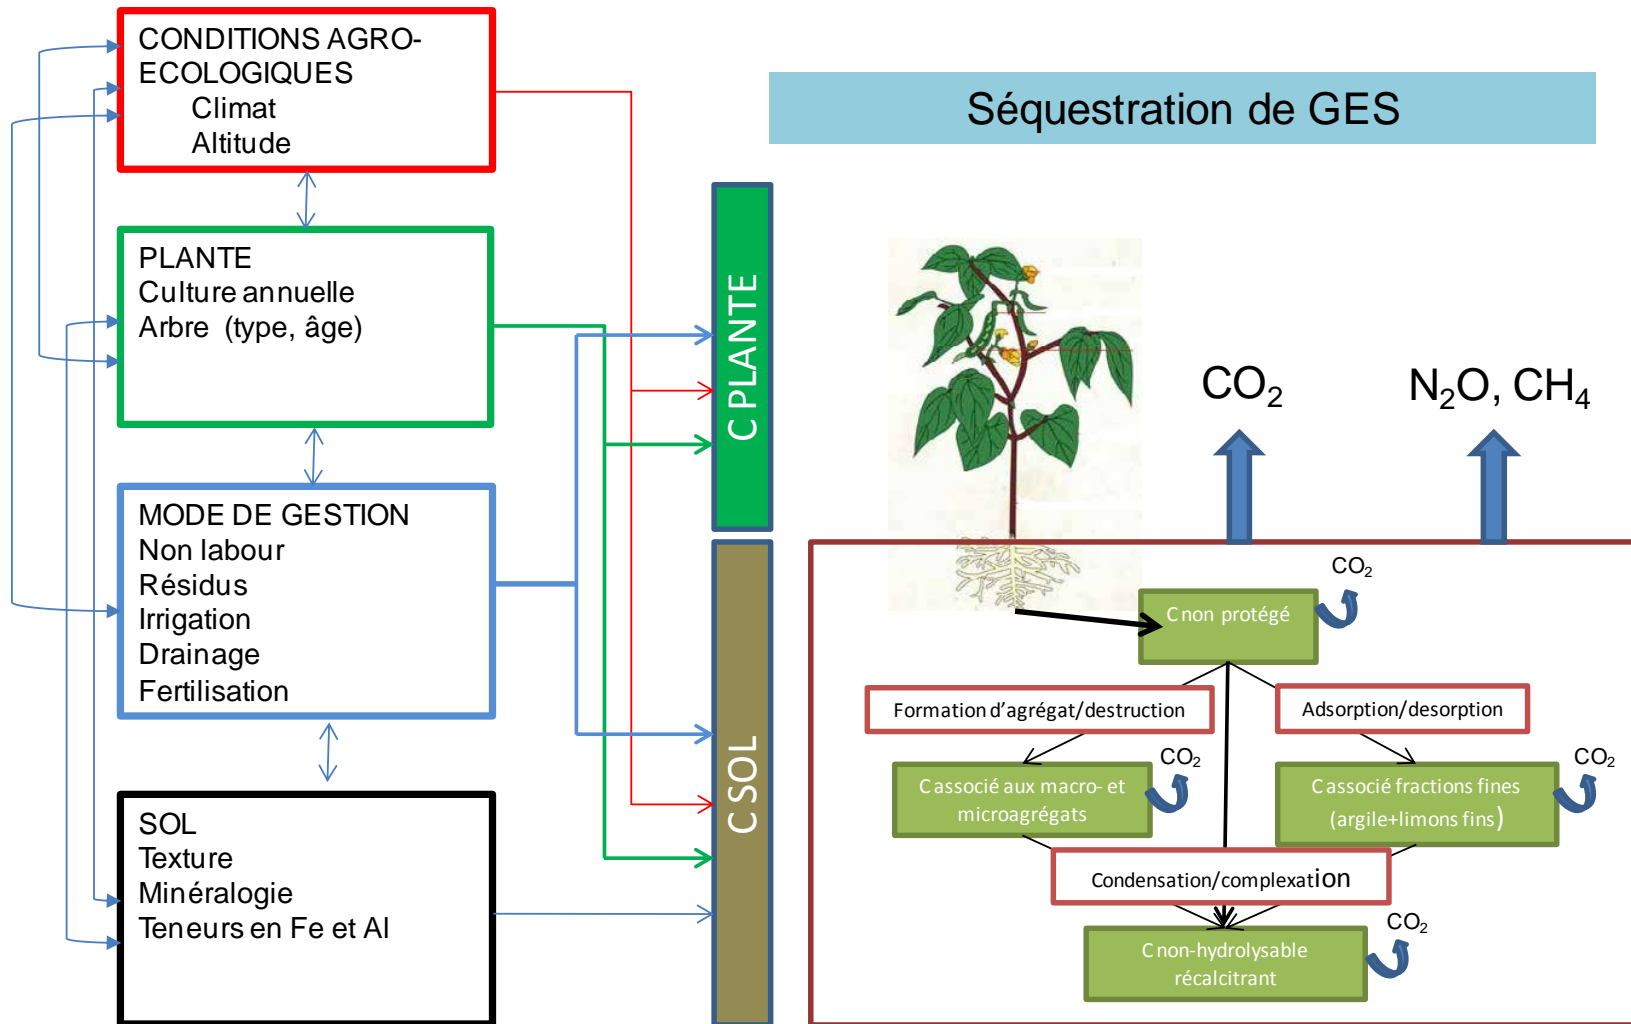 CONDITIONS AGRO-
ECOLOGIQUES
Climat
Altitude
PLANTE
Culture annuelle
Arbre (type, âge)
MODE DE GESTION
Non labour
Résidus
Irrigation
Drainage
Fertilisation
SOL
Texture
Minéralogie
Teneurs en Fe et Al
C PLANTE
C SOL
Séquestration de GES
CO₂
N₂O, CH₄
C non protégé
CO₂
Formation d'agrégat/destruction
Adsorption/desorption
C associé aux macro- et
microagrégats
CO₂
C associé fractions fines
(argile+limons fins)
CO₂
Condensation/complexation
C non-hydrolysable
récalcitrant
CO₂